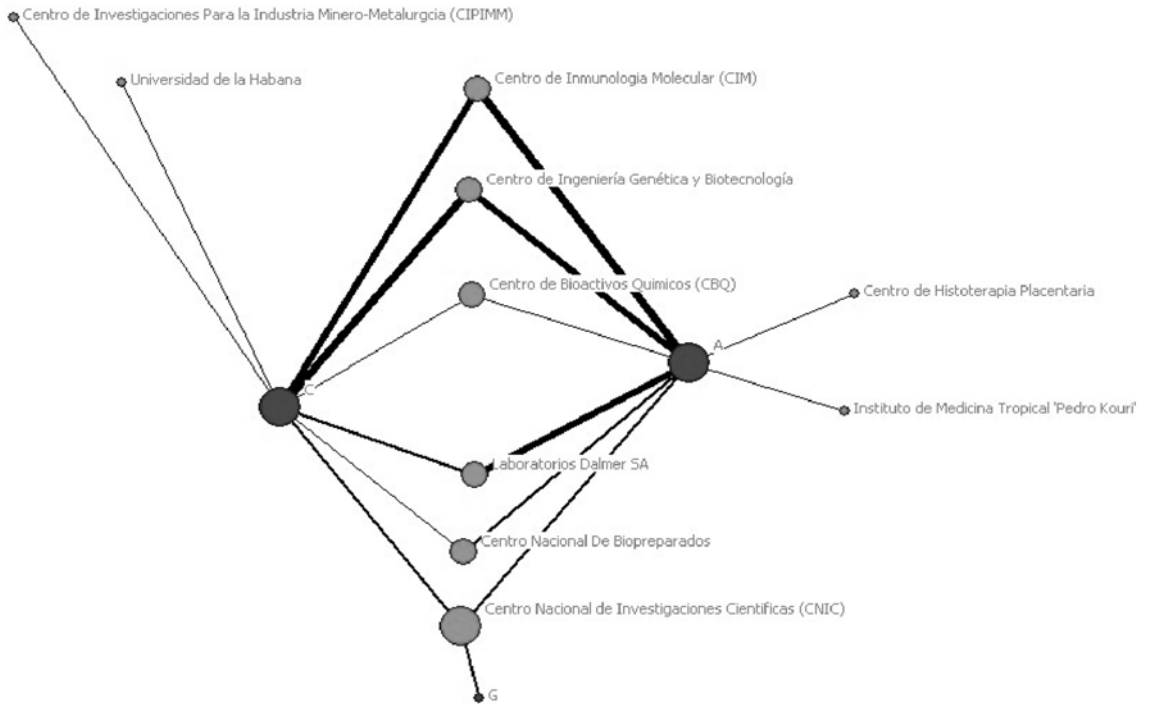 Centro de Investigaciones Para la Industria Minero-Metalurgcia (CIPIMM)
Universidad de la Habana
Centro de Inmunologia Molecular (CIM)
Centro de Ingeniería Genética y Biotecnología
Centro de Bioactivos Quimicos (CBQ)
Centro de Histoterapia Placentaria
A
C
Instituto de Medicina Tropical 'Pedro Kouri'
Laboratorios Dalmer SA
Centro Nacional De Biopreparados
Centro Nacional de Investigaciones Cientificas (CNIC)
G